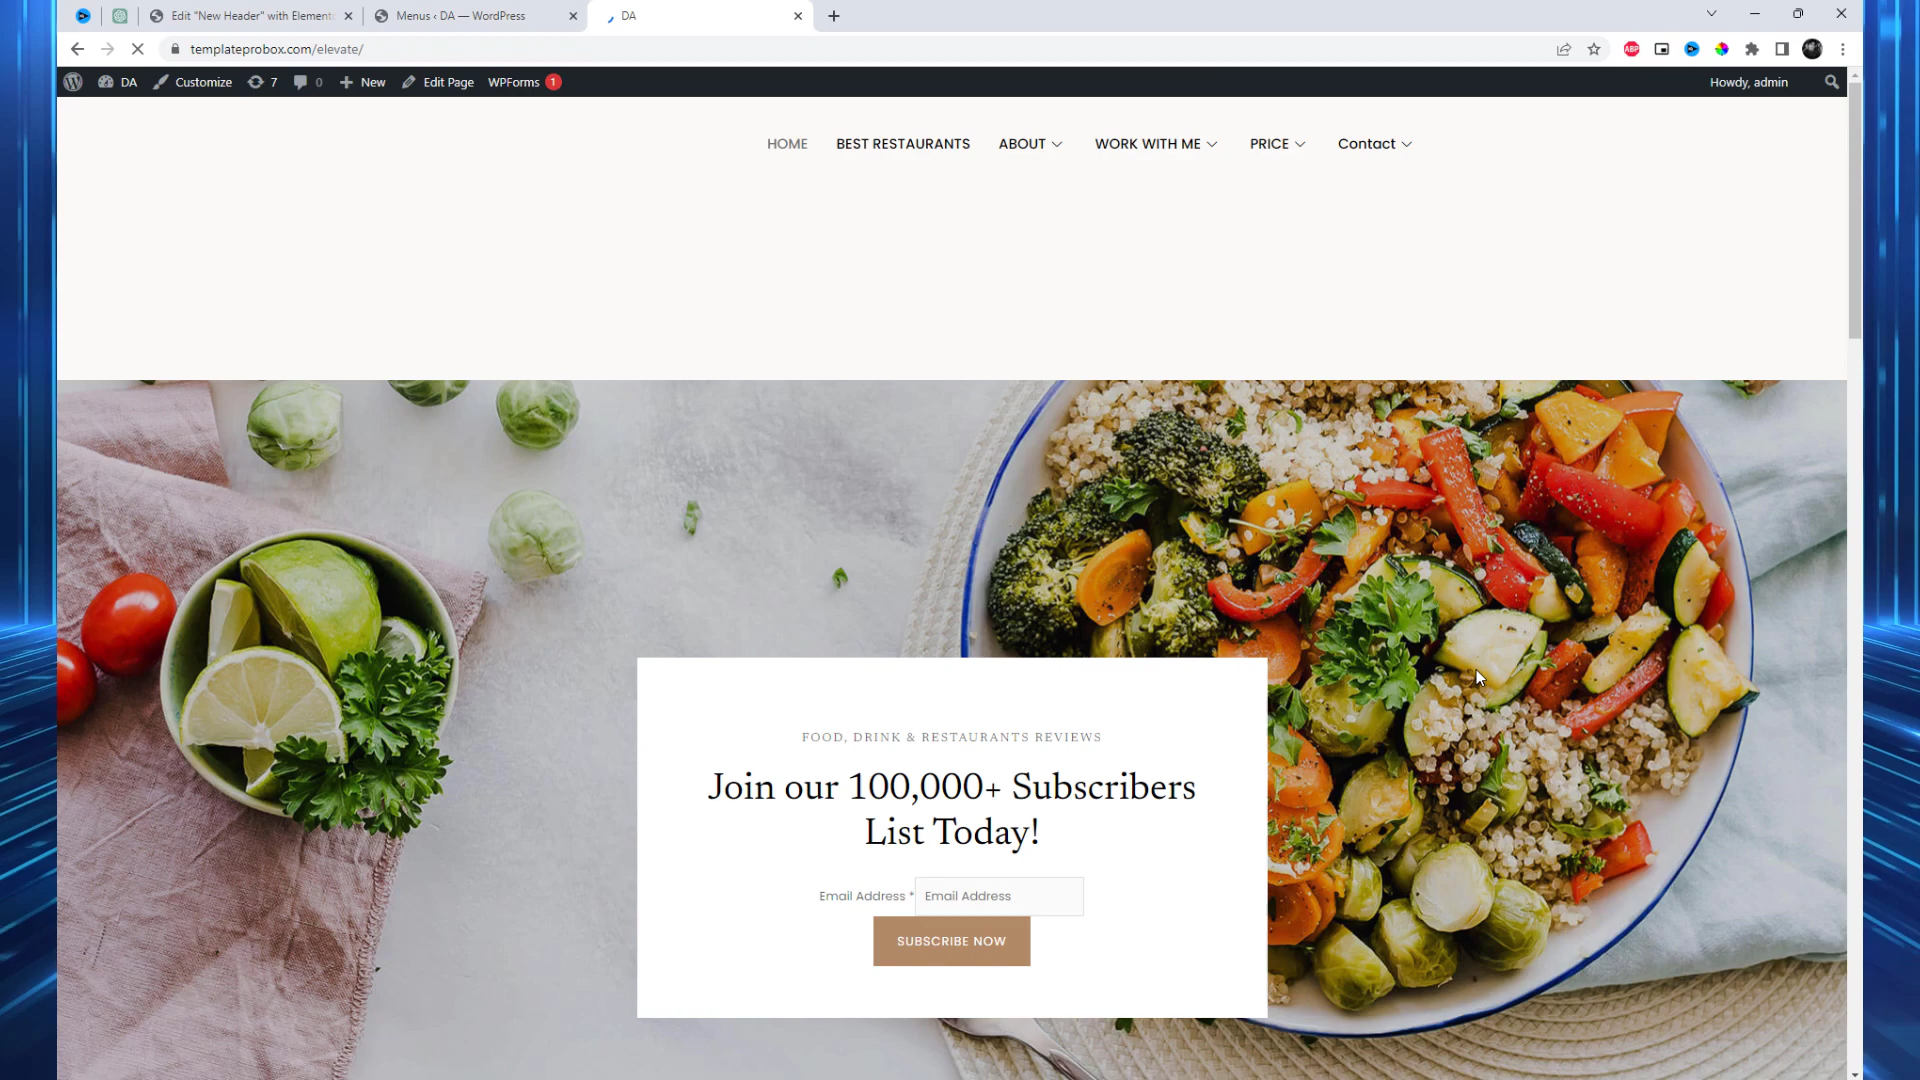 Edit "New Header" with Element
Menus ‹ DA — WordPress
DA
templateprobox.com/elevate/
ABP
DA
Customize
7
0
New
Edit Page
WPForms
1
Howdy, admin
HOME
BEST RESTAURANTS
ABOUT
WORK WITH ME
PRICE
Contact
FOOD, DRINK & RESTAURANTS REVIEWS
Join our 100,000+ Subscribers
List Today!
Email Address *
Email Address
SUBSCRIBE NOW